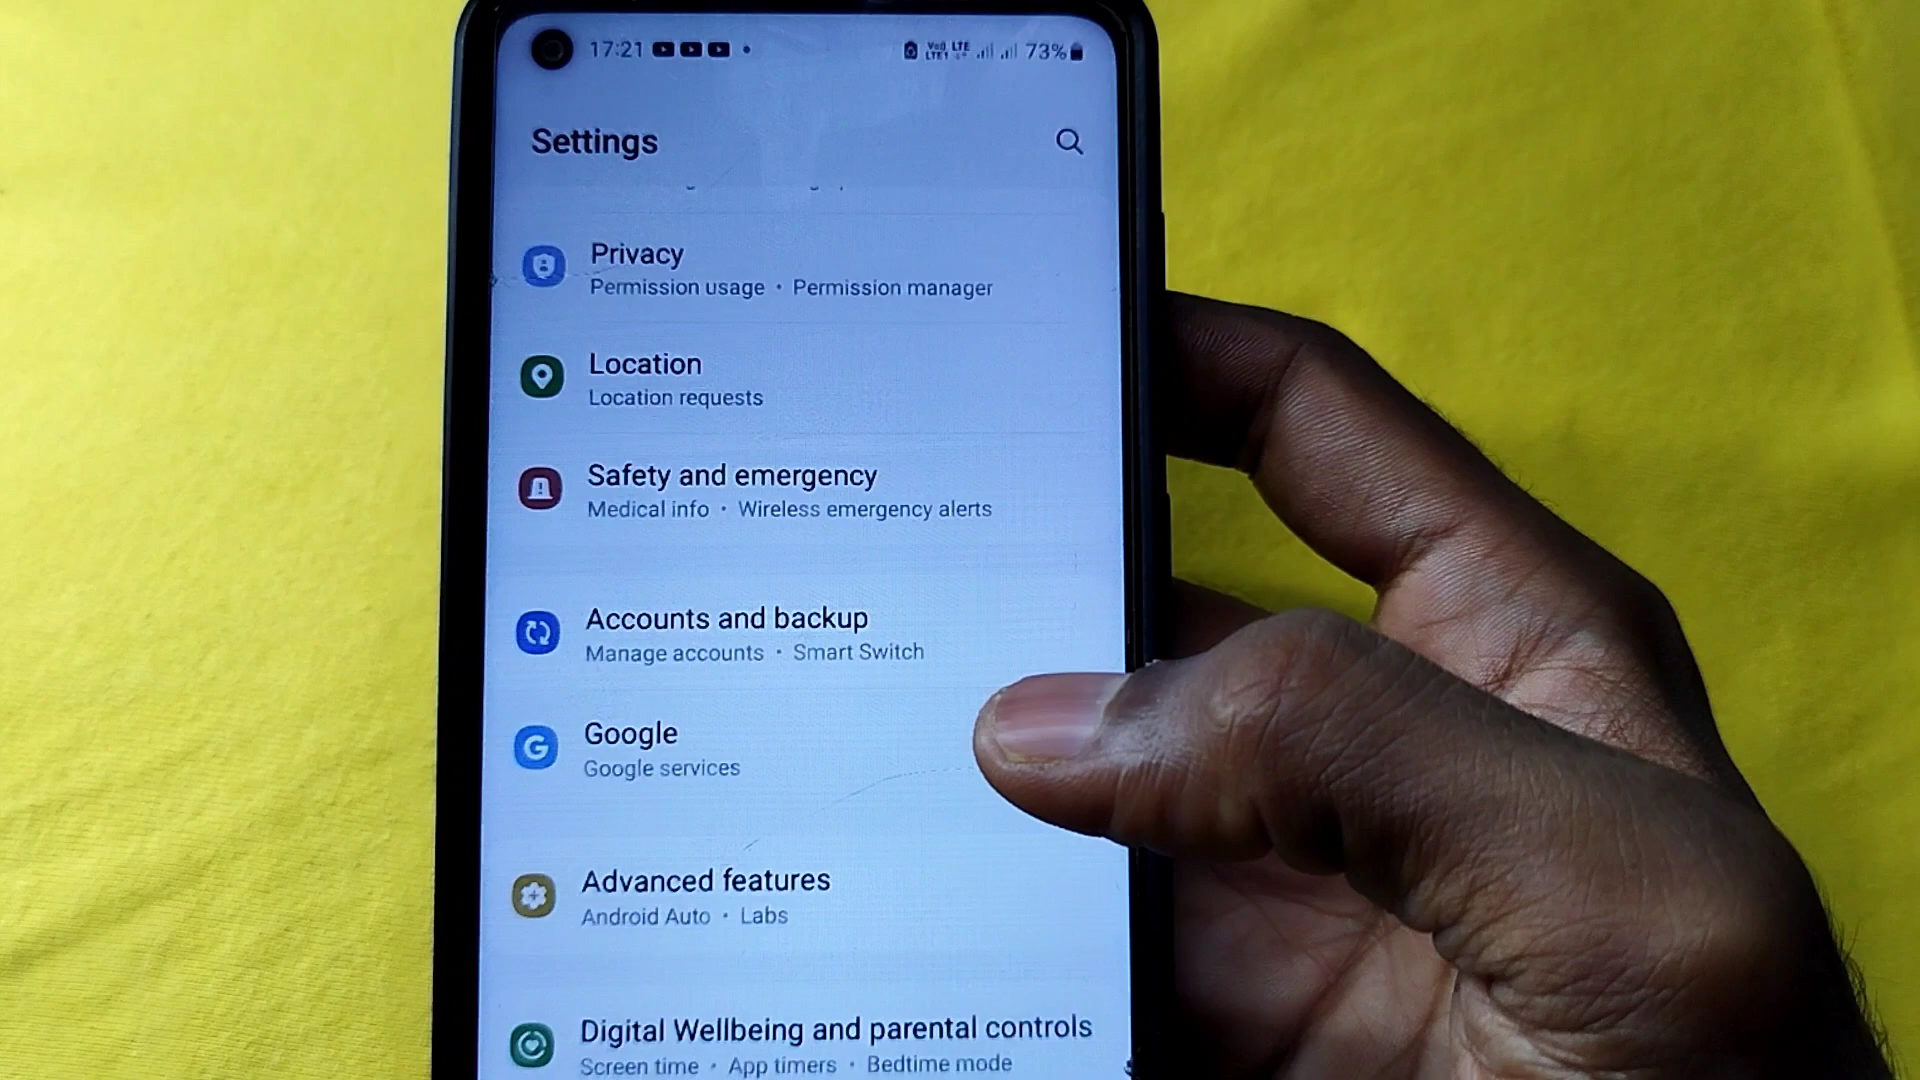 17:21 73%
Settings
Privacy
Permission usage • Permission manager
Location
Location requests
Safety and emergency
Medical info • Wireless emergency alerts
Accounts and backup
Manage accounts • Smart Switch
Google
Google services
Advanced features
Android Auto • Labs
Digital Wellbeing and parental controls
Screen time • App timers • Bedtime mode